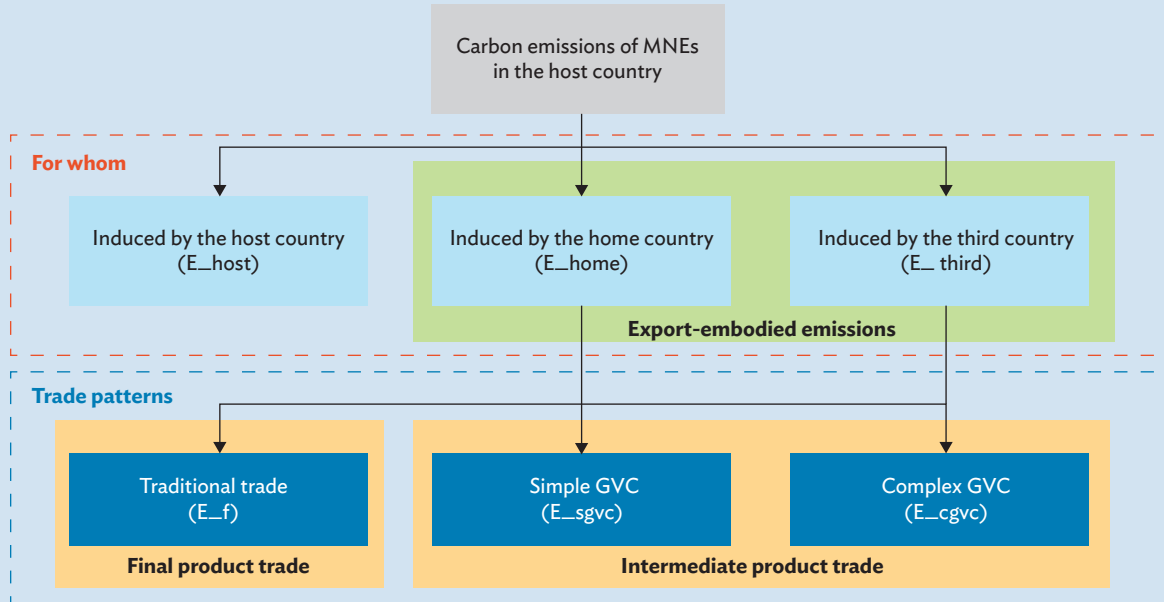 Carbon emissions of MNEs
in the host country
For whom
Induced by the host country
(E_host)
Induced by the home country
(E_home)
Induced by the third country
(E_ third)
Export-embodied emissions
Trade patterns
Traditional trade
(E_f)
Simple GVC
(E_sgvc)
Complex GVC
(E_cgvc)
Final product trade
Intermediate product trade